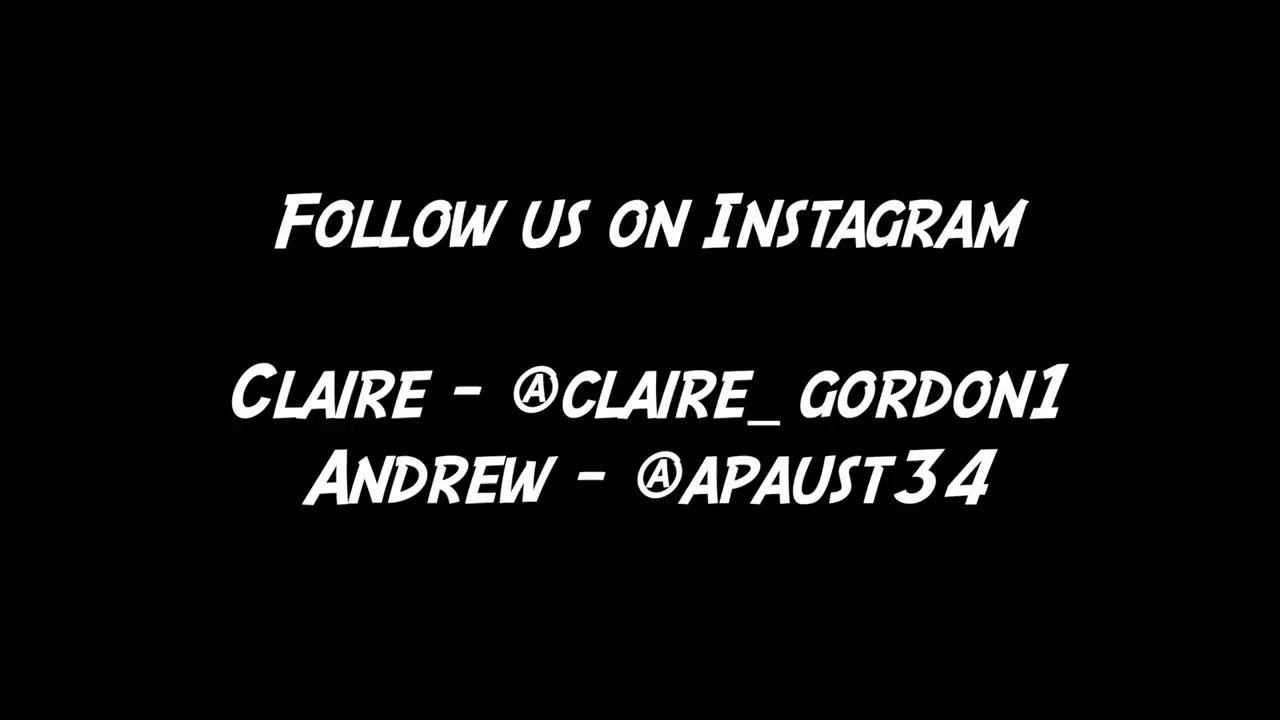 Follow us on Instagram
Claire - @claire_gordon1
Andrew - @apaust34